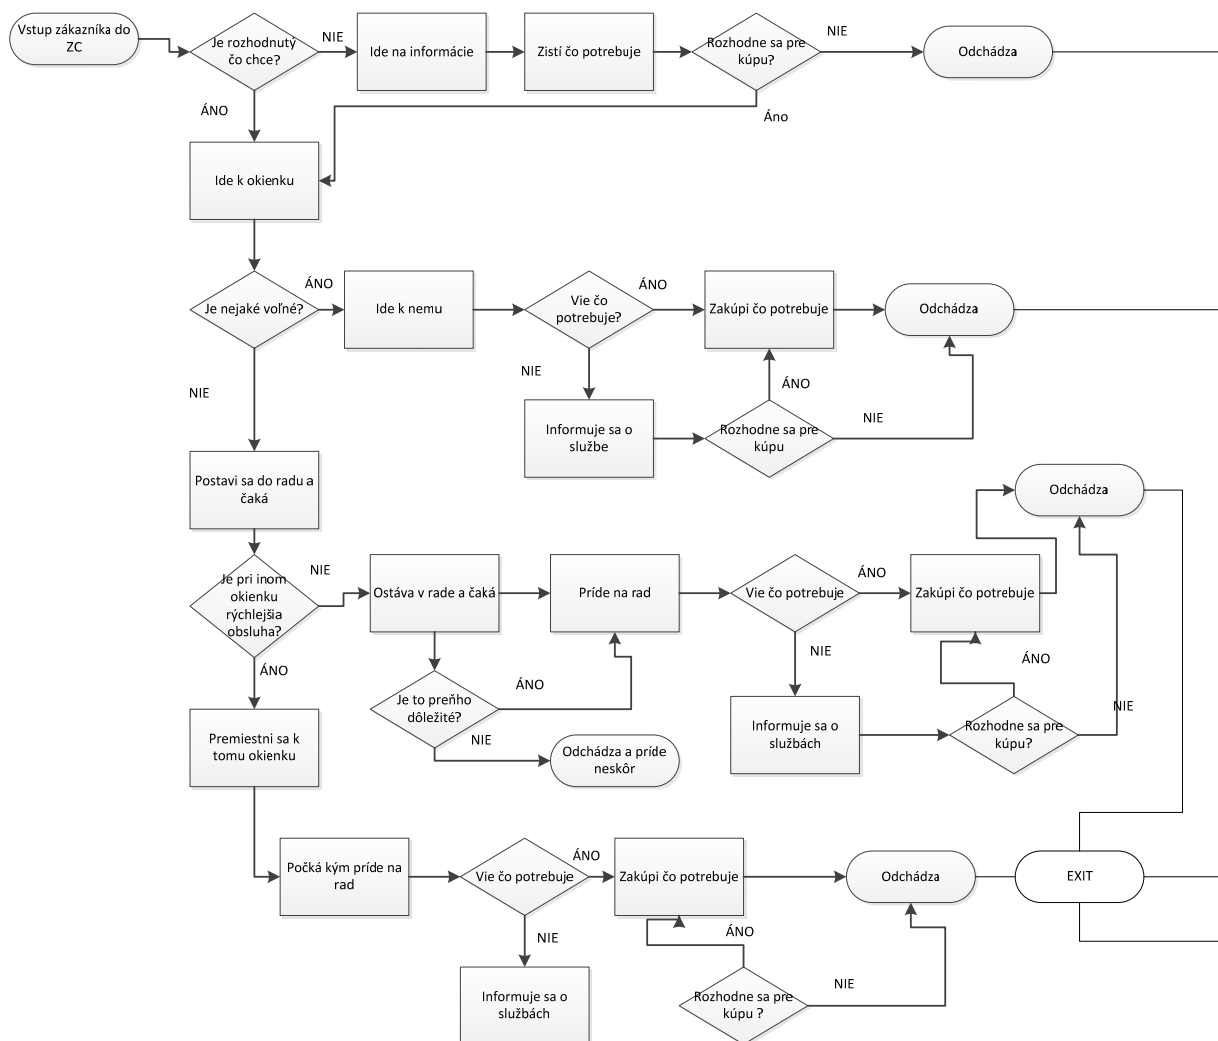 Vstup zákazníka do
ZC
Je rozhodnutý
čo chce?
NIE
Ide na informácie
Zistí čo potrebuje
Rozhodne sa pre
kúpu?
NIE
Odchádza
ÁNO
Áno
Ide k okienku
Je nejaké voľné?
ÁNO
Ide k nemu
Vie čo
potrebuje?
ÁNO
Zakúpi čo potrebuje
Odchádza
NIE
NIE
ÁNO
Informuje sa o
službe
Rozhodne sa pre
kúpu
NIE
Postavi sa do radu a
čaká
Odchádza
Je pri inom
okienku
rýchlejšia
obsluha?
NIE
Ostáva v rade a čaká
Príde na rad
Vie čo potrebuje
ÁNO
Zakúpi čo potrebuje
ÁNO
Je to preňho
dôležité?
ÁNO
NIE
NIE
ÁNO
Premiestni sa k
tomu okienku
Odchádza a príde
neskôr
Informuje sa o
službách
Rozhodne sa pre
kúpu?
NIE
Počká kým príde na
rad
Vie čo potrebuje
ÁNO
Zakúpi čo potrebuje
Odchádza
EXIT
NIE
ÁNO
Informuje sa o
službách
Rozhodne sa pre
kúpu ?
NIE